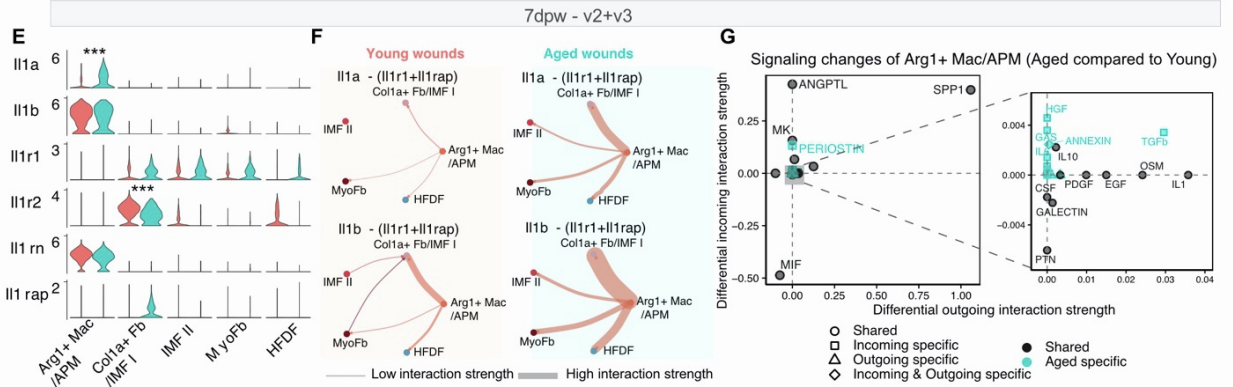 7dpw - v2+v3
E
Il1a 6 ***
Il1b 6
Il1r1 3
Il1r2 4 ***
Il1 rn 6
Il1 rap 2
Arg1+ Mac
/APM
Col1a+ Fb
/IMF I
IMF II
M yoFb
HFDF
F
Young wounds
Aged wounds
Il1a - (Il1r1+Il1rap)
Col1a+ Fb/IMF I
IMF II
Arg1+ Mac
/APM
MyoFb
HFDF
Il1a - (Il1r1+Il1rap)
Col1a+ Fb/IMF I
IMF II
Arg1+ Mac
/APM
MyoFb
HFDF
Il1b - (Il1r1+Il1rap)
Col1a+ Fb/IMF I
IMF II
Arg1+ Mac
/APM
MyoFb
HFDF
Il1b - (Il1r1+Il1rap)
Col1a+ Fb/IMF I
IMF II
Arg1+ Mac
/APM
MyoFb
HFDF
Low interaction strength
High interaction strength
G
Signaling changes of Arg1+ Mac/APM (Aged compared to Young)
Differential incoming interaction strength
0.25
0.00
−0.25
−0.50
ANGPTL
SPP1
MK
PERIOSTIN
MIF
0.00 0.25 0.50 0.75 1.00
0.004
0.000
−0.004
HGF
GAS
ANNEXIN
TGFb
IL10
OSM
CSF
PDGF
EGF
IL1
GALECTIN
PTN
0.00 0.01 0.02 0.03 0.04
Differential outgoing interaction strength
Shared
Incoming specific
Outgoing specific
Incoming & Outgoing specific
Shared
Aged specific